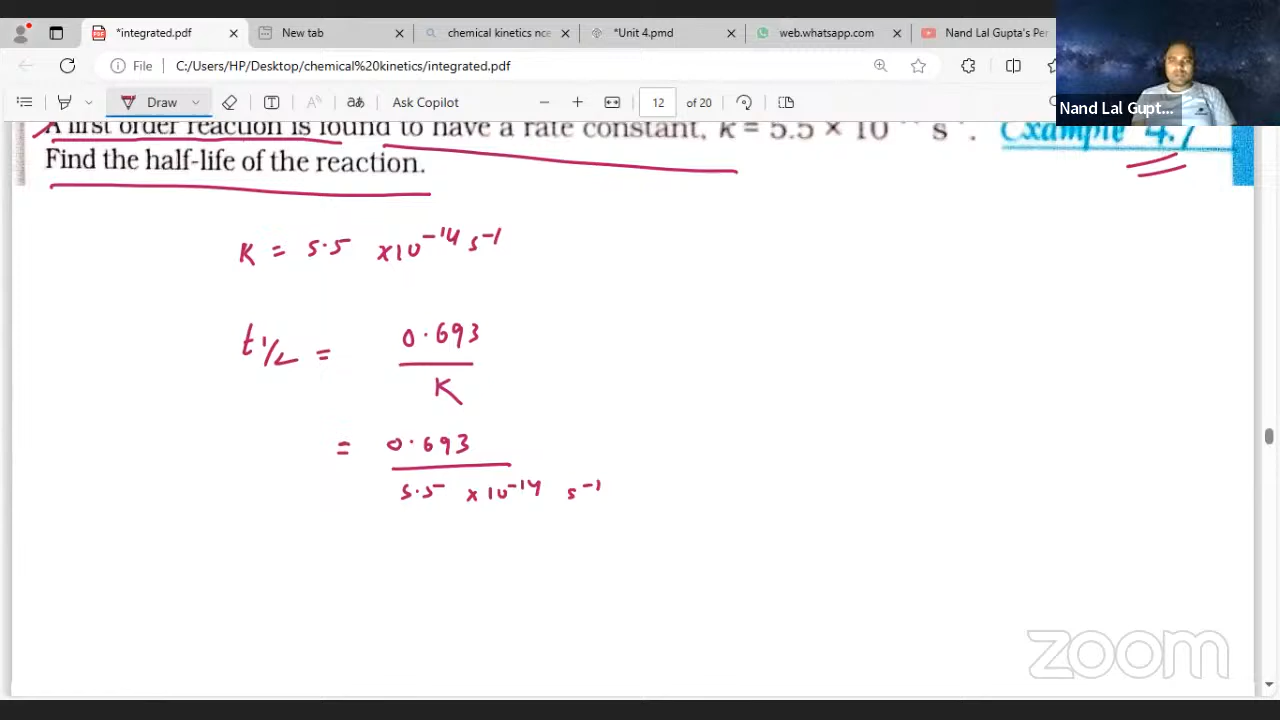 *integrated.pdf
New tab
chemical kinetics nce
*Unit 4.pmd
web.whatsapp.com
Nand Lal Gupta's Per
File C:/Users/HP/Desktop/chemical%20kinetics/integrated.pdf
Draw
Ask Copilot
12 of 20
Nand Lal Gupt...
A first order reaction is found to have a rate constant, k = 5.5 × 10 s . Example 4.7
Find the half-life of the reaction.
K = 5.5 × 10⁻¹⁴ s⁻¹
t1/2 = 0.693
K
= 0.693
5.5 × 10⁻¹⁴ s⁻¹
zoom